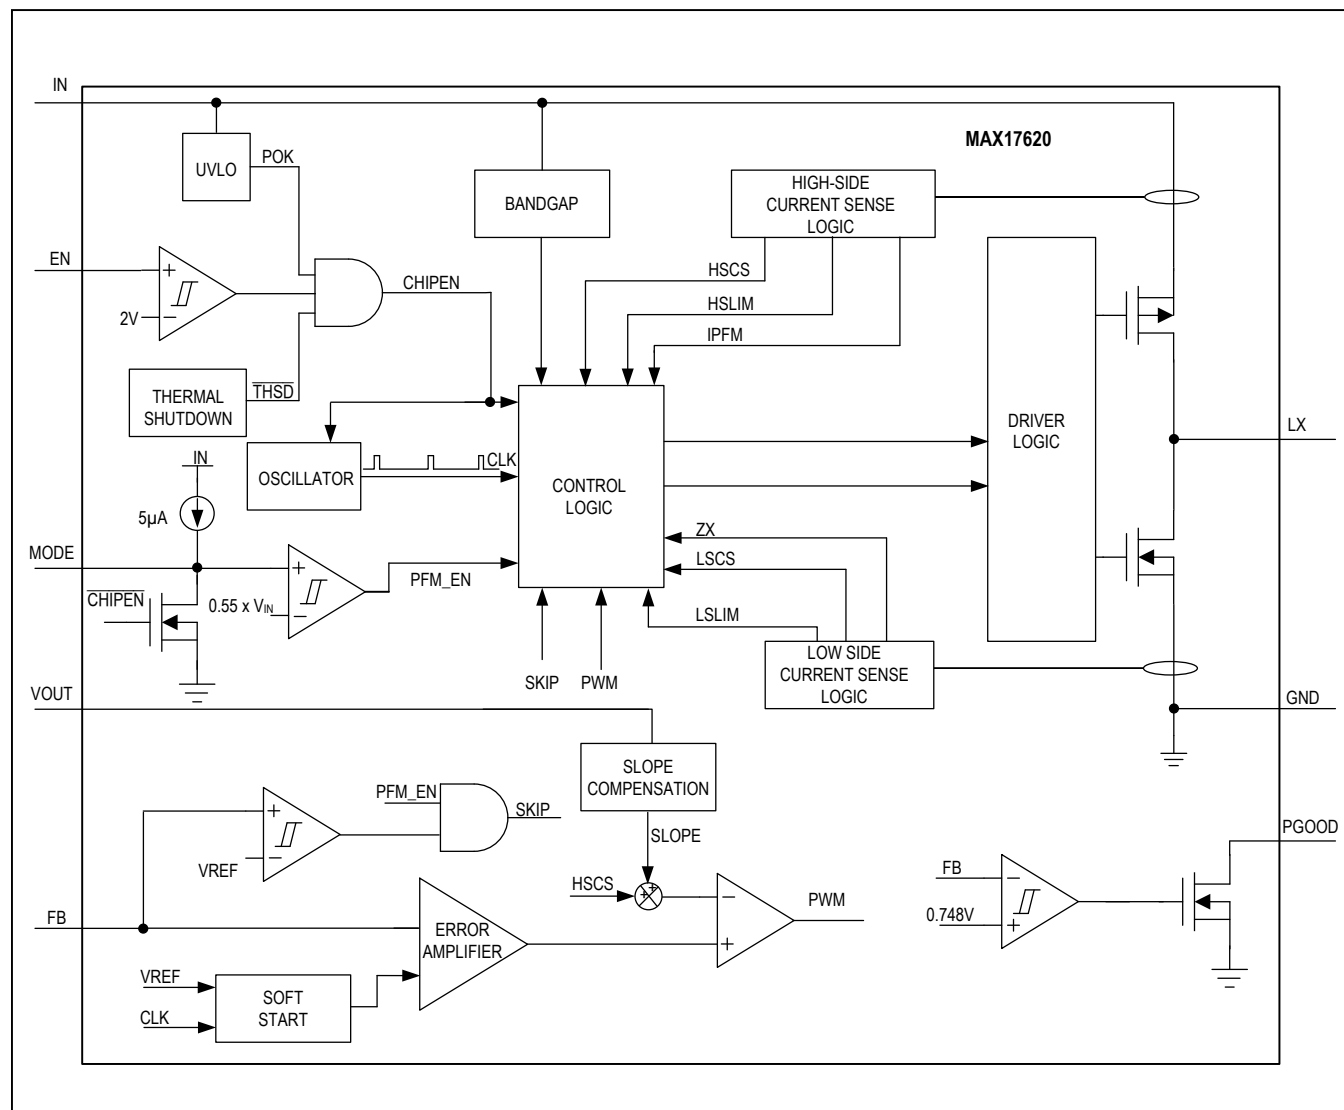 IN
MAX17620
UVLO
POK
BANDGAP
HIGH-SIDE
CURRENT SENSE
LOGIC
EN
+
−
2V
CHIPEN
HSCS
HSLIM
IPFM
THERMAL
SHUTDOWN
THSD
OSCILLATOR
CLK
CONTROL
LOGIC
DRIVER
LOGIC
LX
IN
5µA
MODE
+
−
0.55 x VIN
PFM_EN
CHIPEN
ZX
LSCS
LSLIM
SKIP
PWM
LOW SIDE
CURRENT SENSE
LOGIC
VOUT
GND
SLOPE
COMPENSATION
SLOPE
PFM_EN
SKIP
+
−
VREF
HSCS
+
+
−
+
PWM
FB
ERROR
AMPLIFIER
VREF
CLK
SOFT
START
FB
0.748V
−
+
PGOOD